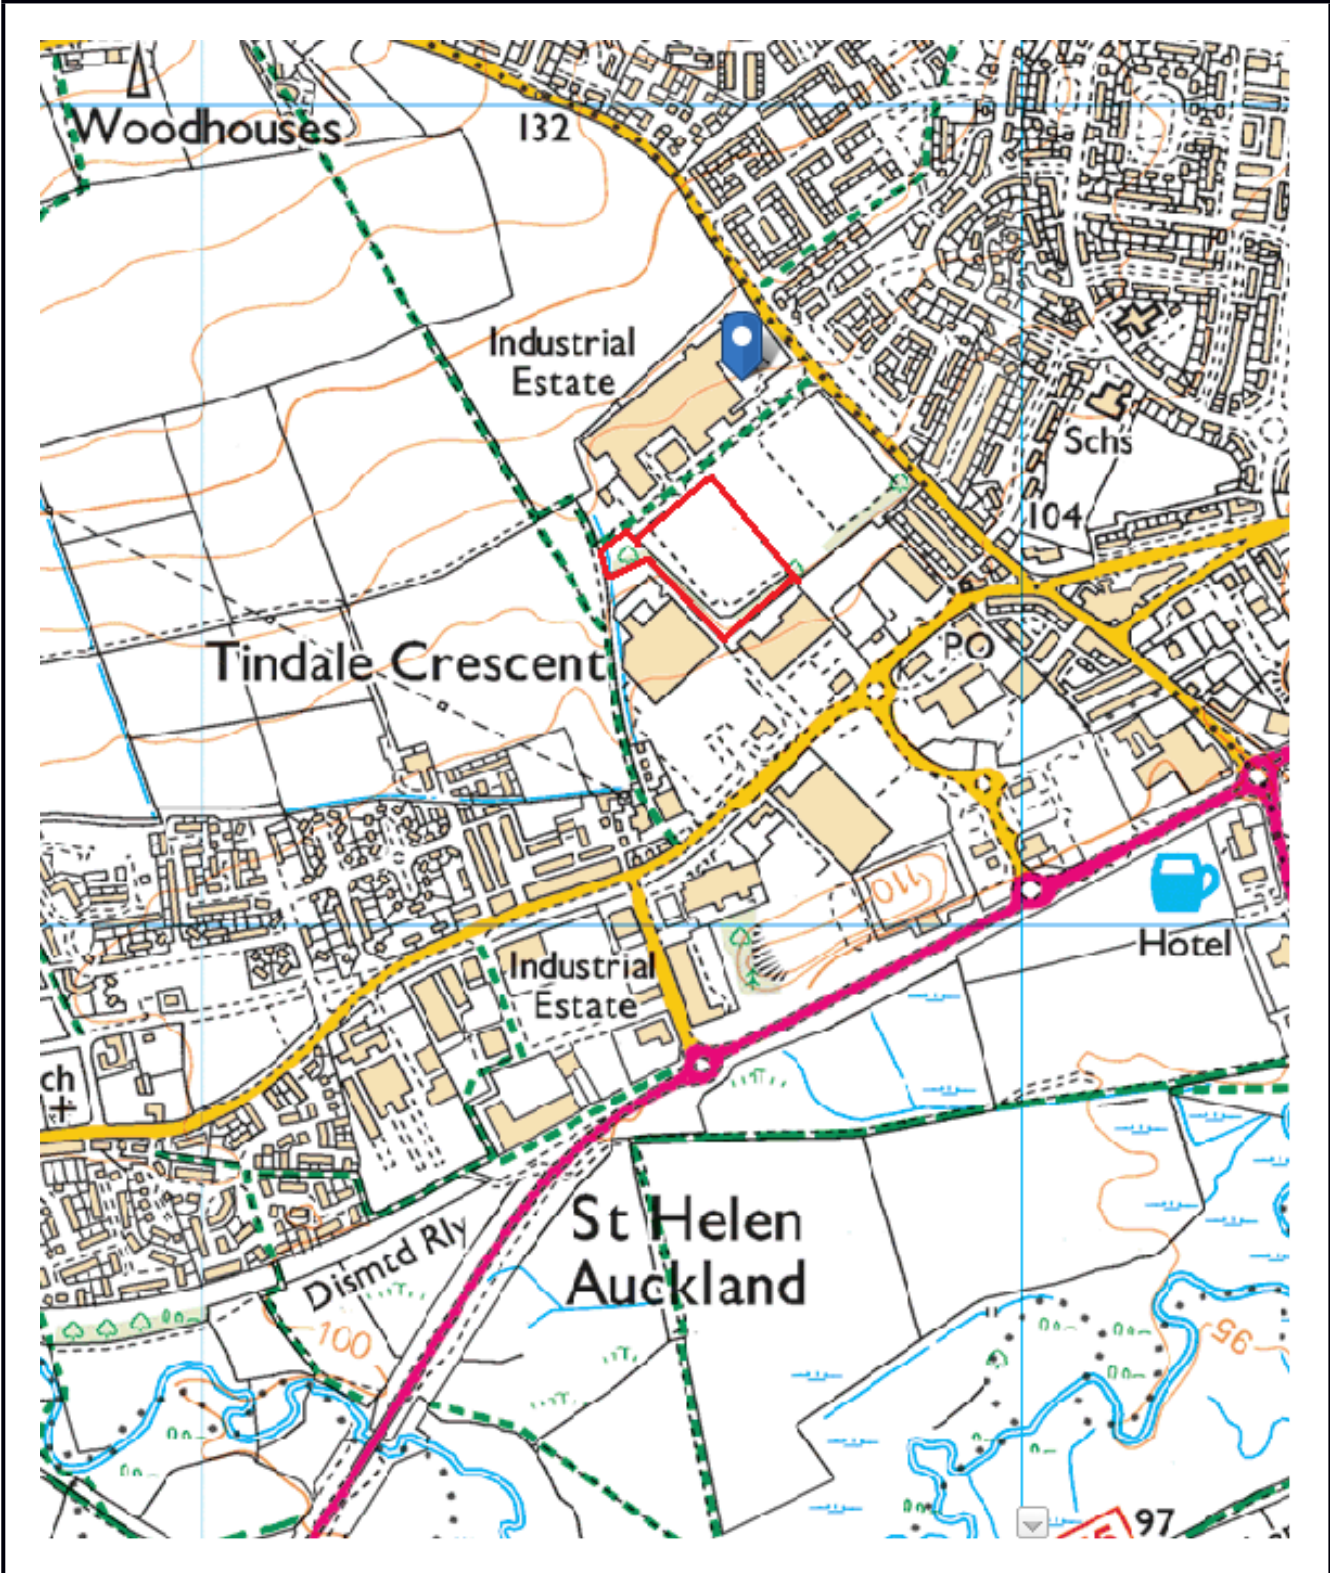 Woodhouses
132
Industrial
Estate
Schs
104
Tindale Crescent
PO
110
Hotel
Industrial
Estate
ch
St Helen
Auckland
Dismtd Rly
100
95
97